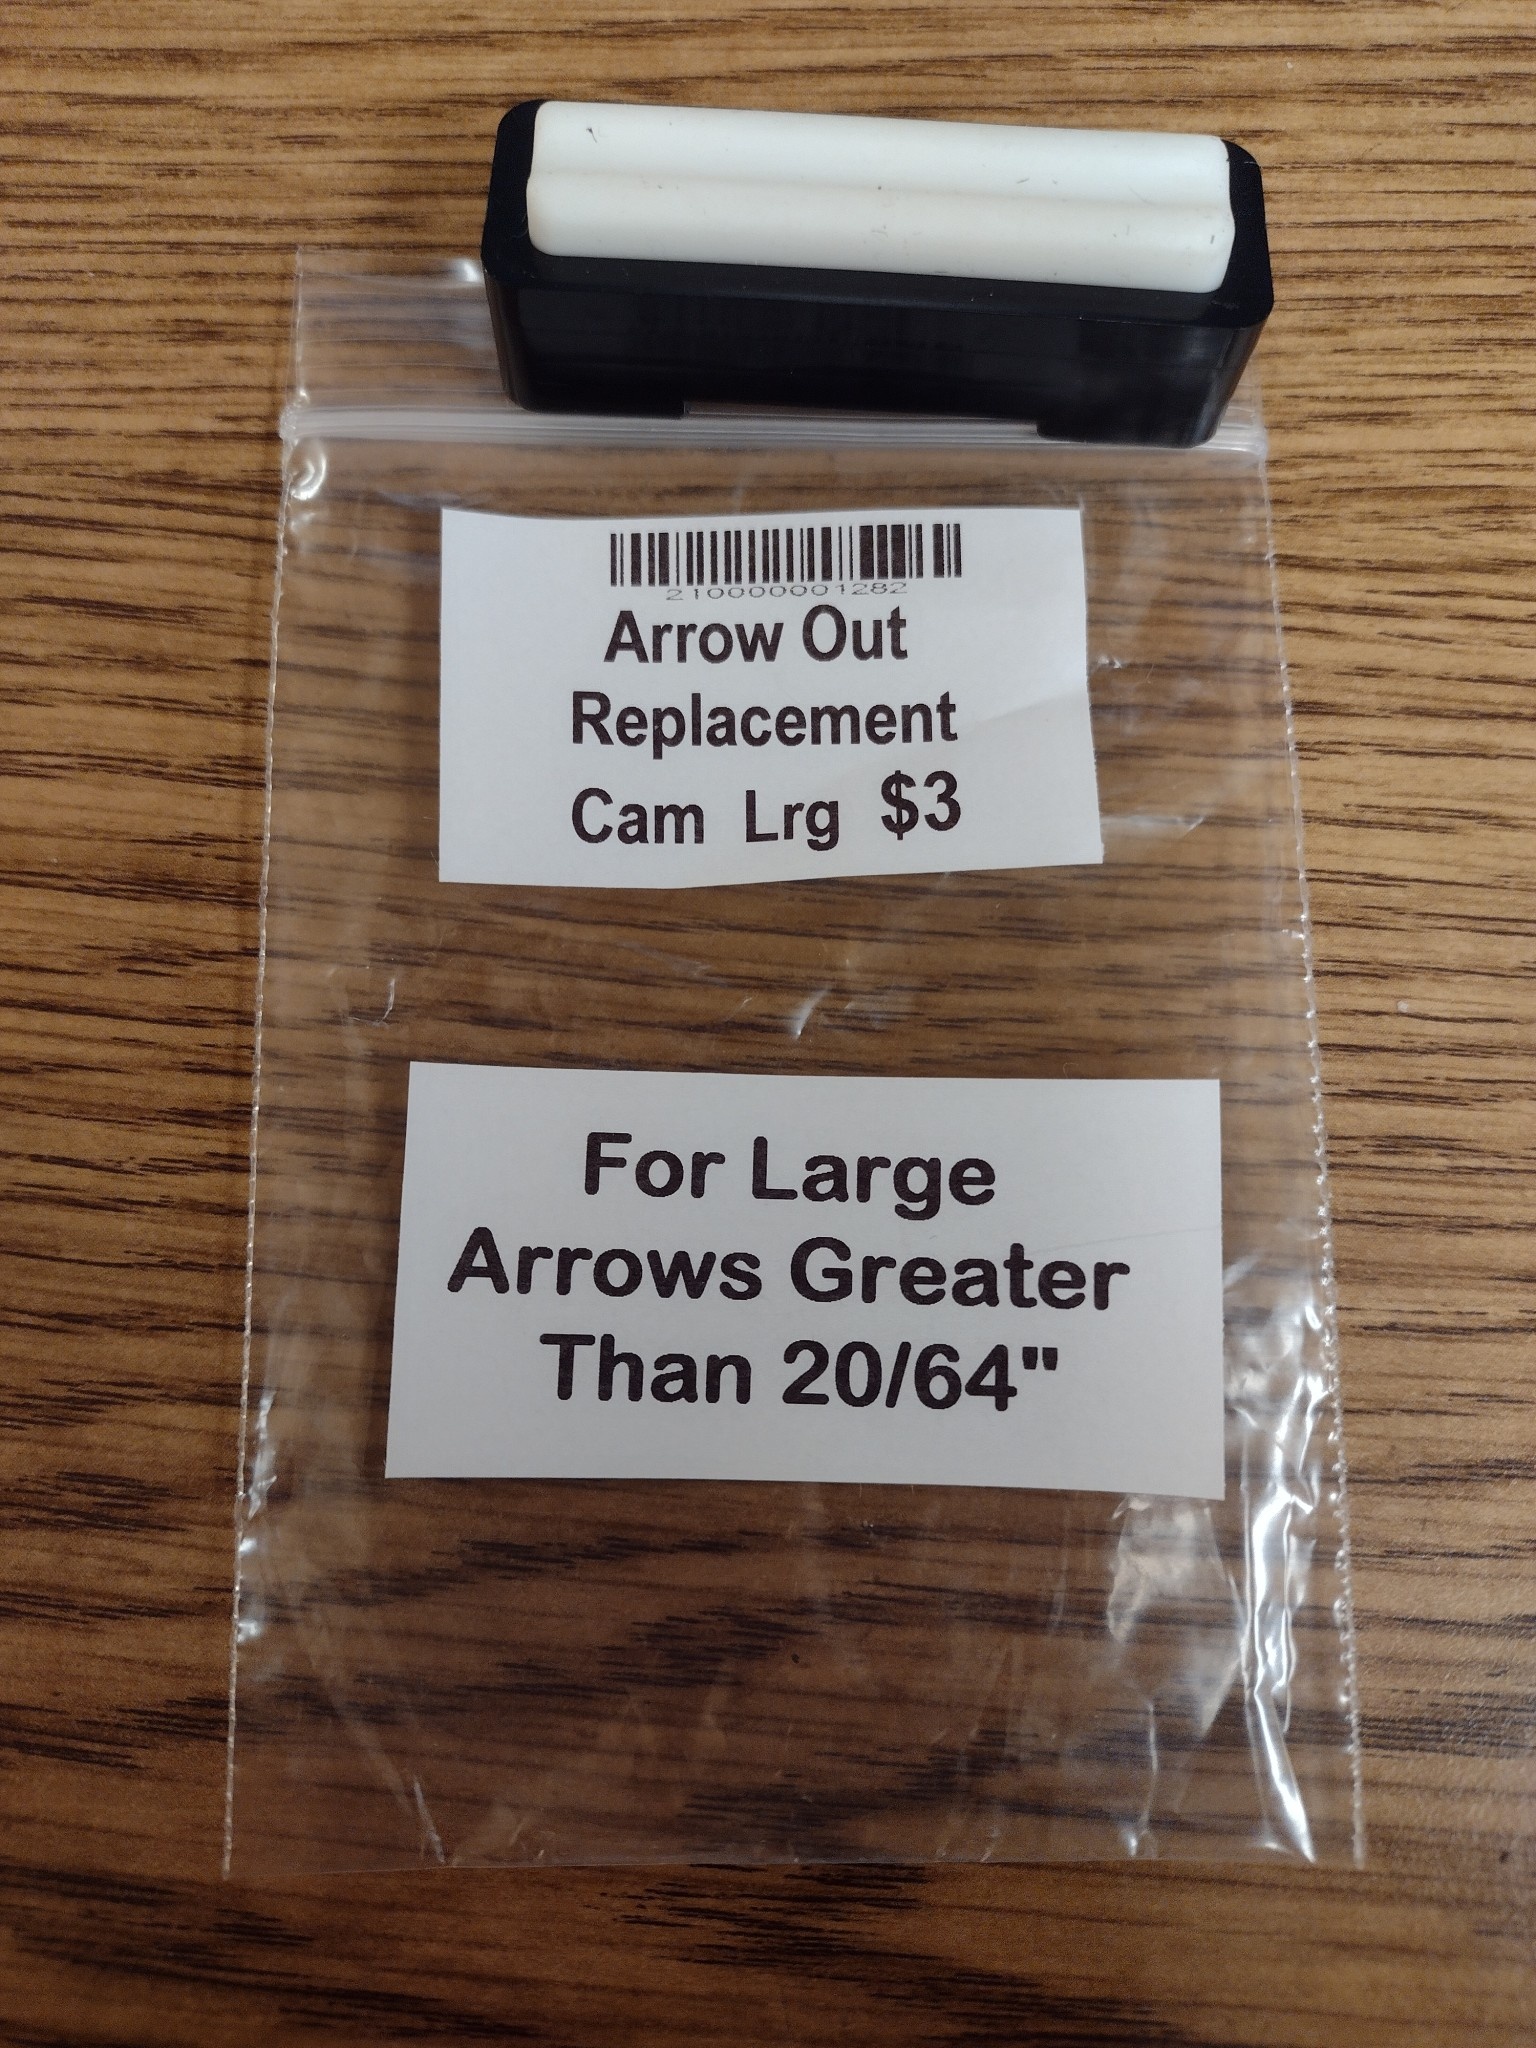 210000001282
Arrow Out
Replacement
Cam Lrg $3
For Large
Arrows Greater
Than 20/64"